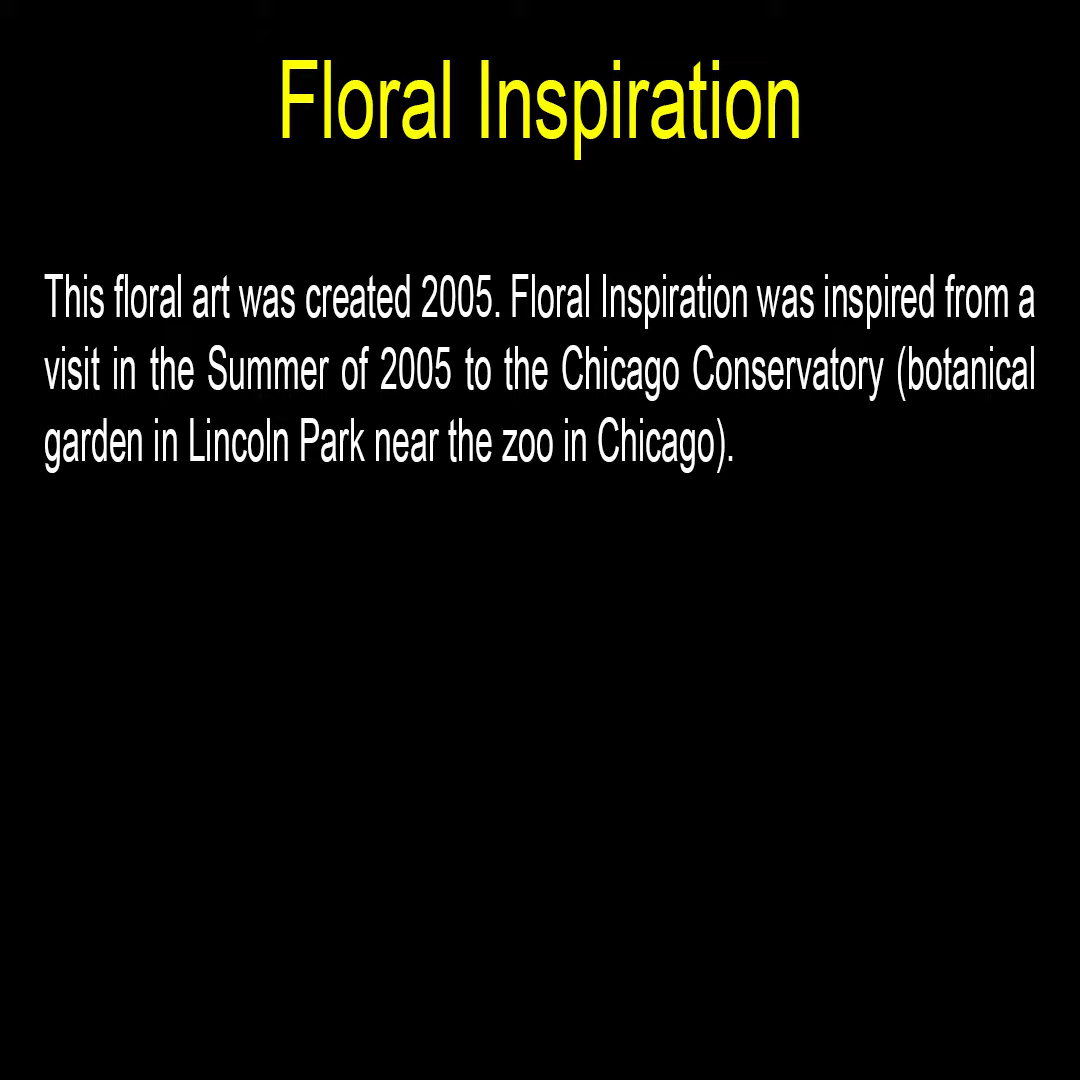 Floral Inspiration
This floral art was created 2005. Floral Inspiration was inspired from a
visit in the Summer of 2005 to the Chicago Conservatory (botanical
garden in Lincoln Park near the zoo in Chicago).